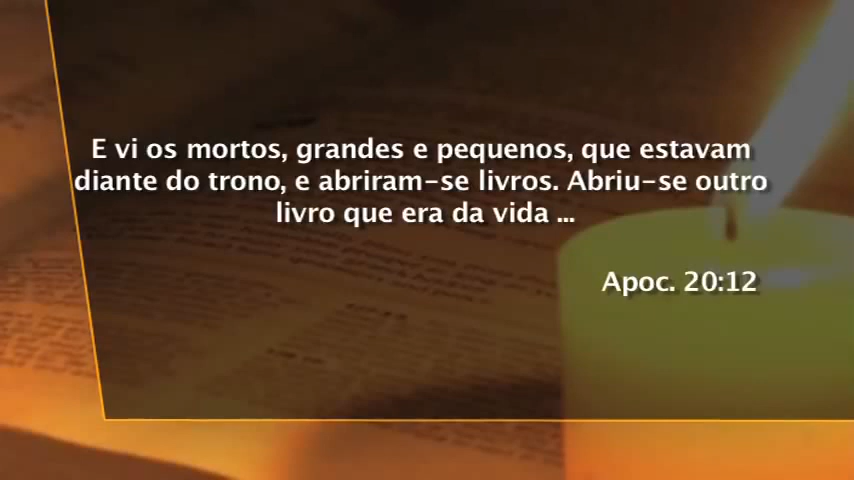 E vi os mortos, grandes e pequenos, que estavam
diante do trono, e abriram-se livros. Abriu-se outro
livro que era da vida ...
Apoc. 20:12